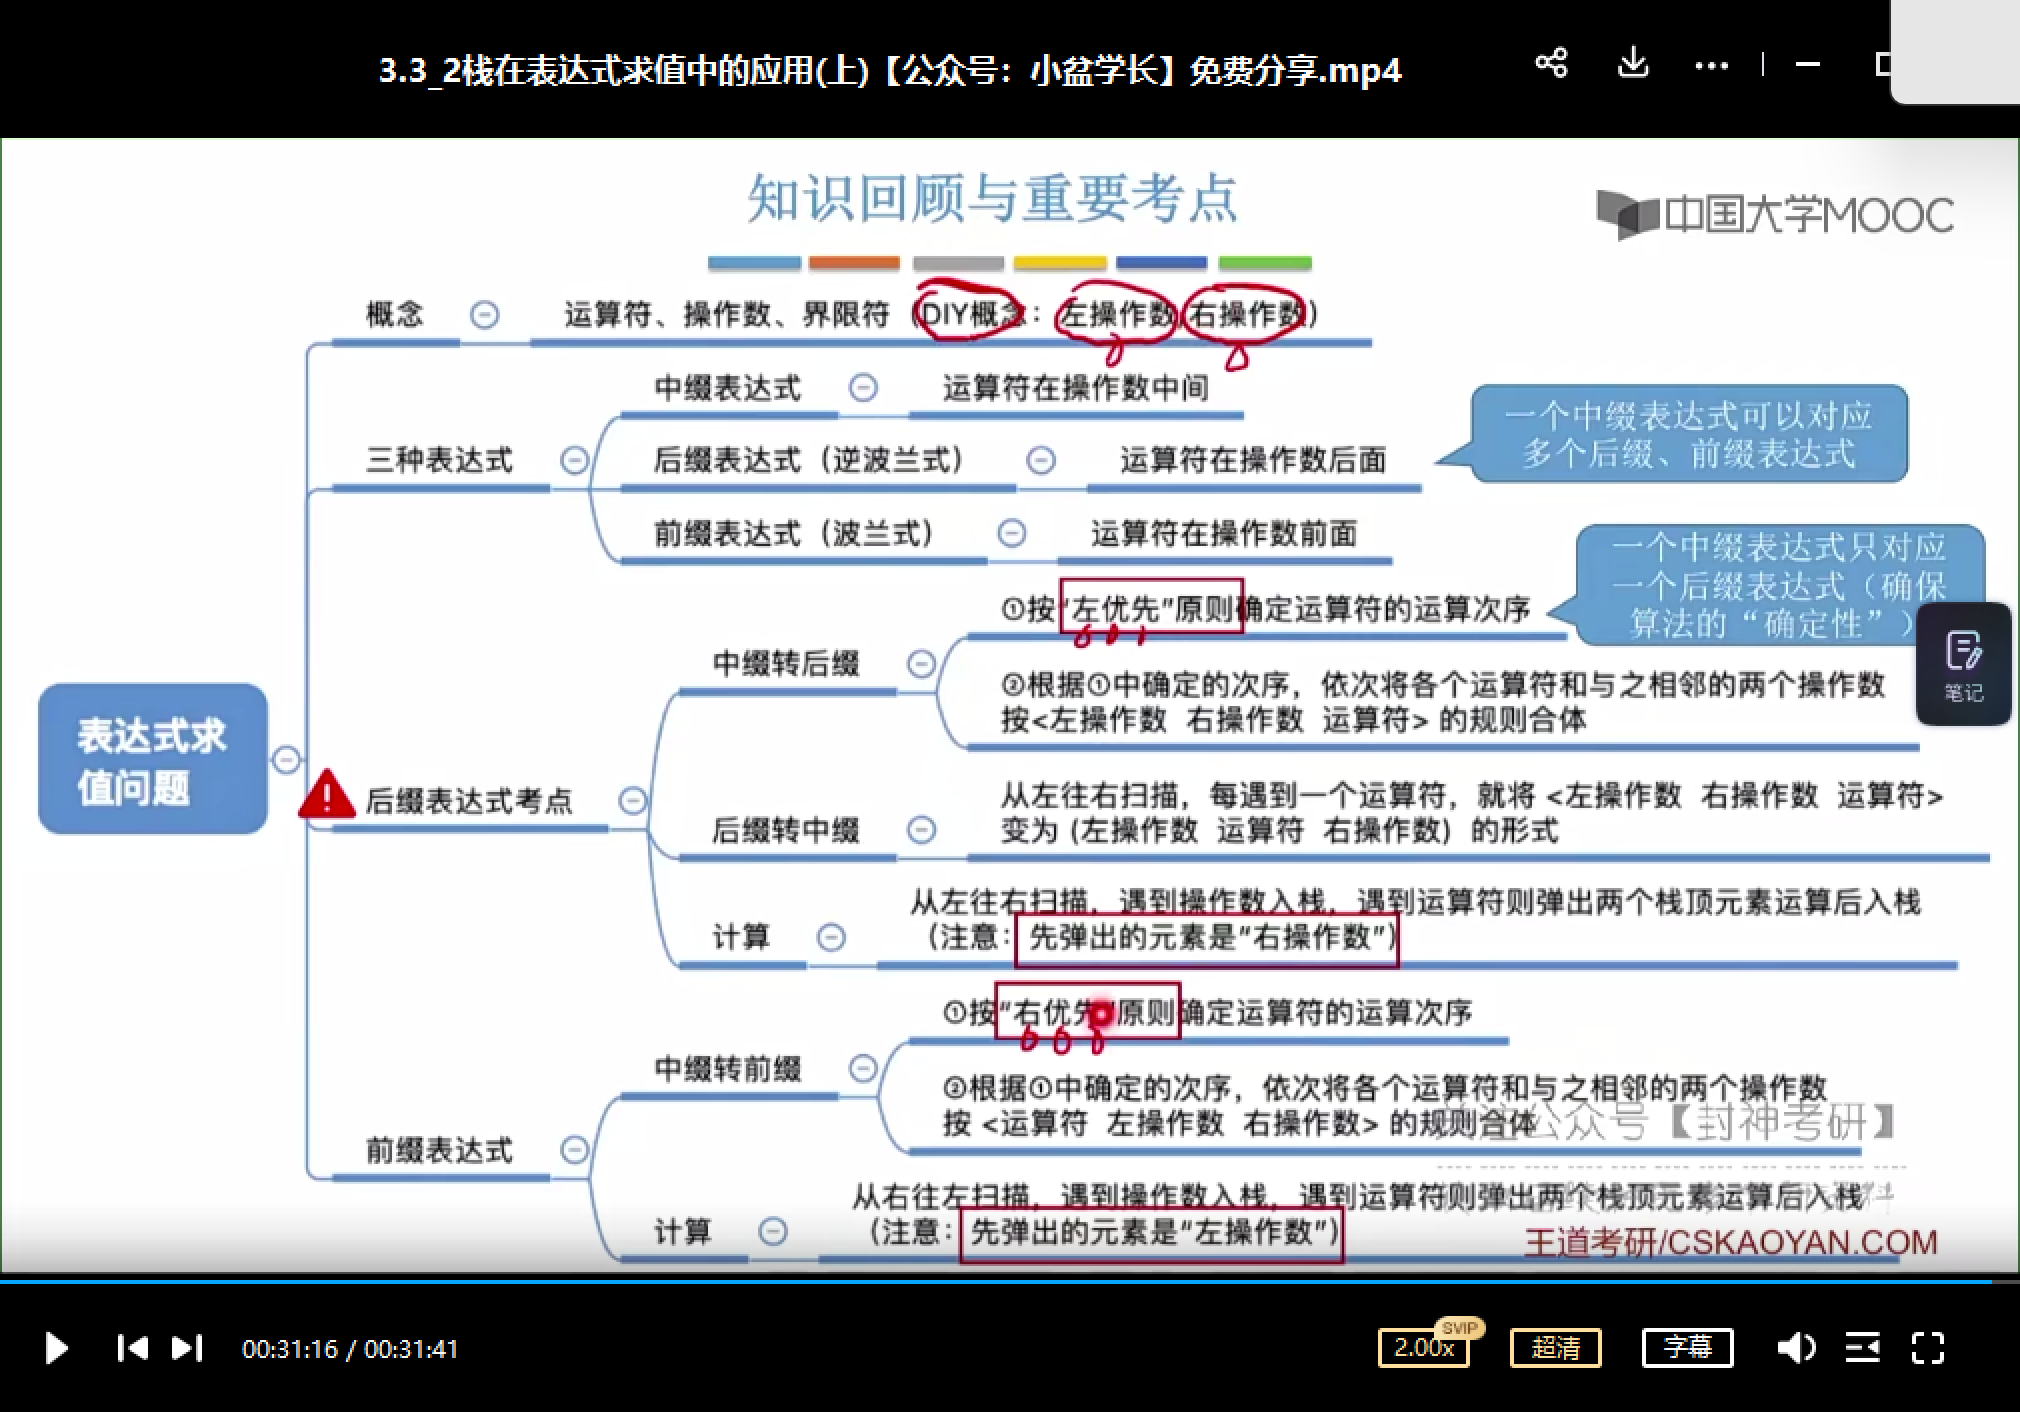 3.3_2栈在表达式求值中的应用(上)【公众号：小盆学长】免费分享.mp4
知识回顾与重要考点
中国大学MOOC
概念
运算符、操作数、界限符（DIY概念：左操作数 右操作数）
中缀表达式
运算符在操作数中间
一个中缀表达式可以对应
多个后缀、前缀表达式
三种表达式
后缀表达式（逆波兰式）
运算符在操作数后面
前缀表达式（波兰式）
运算符在操作数前面
一个中缀表达式只对应
一个后缀表达式（确保
算法的“确定性”）
①按“左优先”原则确定运算符的运算次序
中缀转后缀
②根据①中确定的次序，依次将各个运算符和与之相邻的两个操作数
按<左操作数 右操作数 运算符> 的规则合体
笔记
表达式求
值问题
后缀表达式考点
后缀转中缀
从左往右扫描，每遇到一个运算符，就将 <左操作数 右操作数 运算符>
变为 (左操作数 运算符 右操作数) 的形式
计算
从左往右扫描，遇到操作数入栈，遇到运算符则弹出两个栈顶元素运算后入栈
（注意：先弹出的元素是“右操作数”）
①按“右优先”原则确定运算符的运算次序
中缀转前缀
②根据①中确定的次序，依次将各个运算符和与之相邻的两个操作数
按 <运算符 左操作数 右操作数> 的规则合体
公众号【封神考研】
前缀表达式
计算
从右往左扫描，遇到操作数入栈，遇到运算符则弹出两个栈顶元素运算后入栈
（注意：先弹出的元素是“左操作数”）
王道考研/CSKAOYAN.COM
00:31:16 / 00:31:41
2.00x
SVIP
超清
字幕